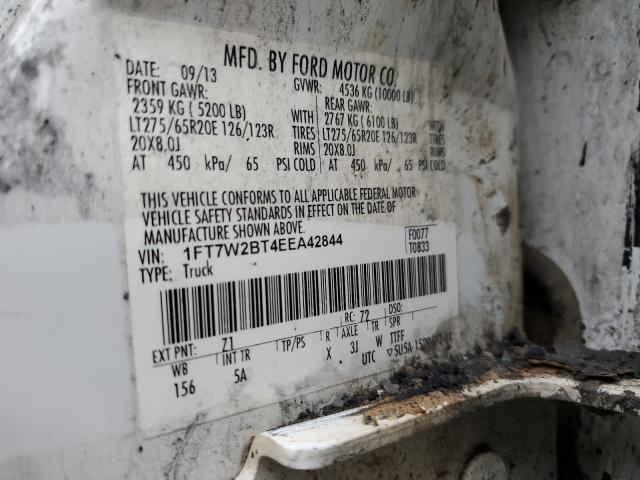 MFD. BY FORD MOTOR CO.
DATE: 09/13 GVWR: 4536 KG (10000 LB)
FRONT GAWR: REAR GAWR:
2359 KG ( 5200 LB) WITH 2767 KG ( 6100 LB) WITH
LT275/65R20E 126/123R TIRES LT275/65R20E 126/123R TIRES
20X8.0J RIMS 20X8.0J RIMS
AT 450 kPa/ 65 PSI COLD AT 450 kPa/ 65 PSI COLD
THIS VEHICLE CONFORMS TO ALL APPLICABLE FEDERAL MOTOR
VEHICLE SAFETY STANDARDS IN EFFECT ON THE DATE OF
MANUFACTURE SHOWN ABOVE.
VIN: 1FT7W2BT4EEA42844 F0077
TYPE: Truck T0833
EXT PNT: Z1 RC: 72 DSO:
WB INT TR TP/PS R AXLE TR SPR
156 5A X 3J W TTFF
UTC ▽5U5A-1520